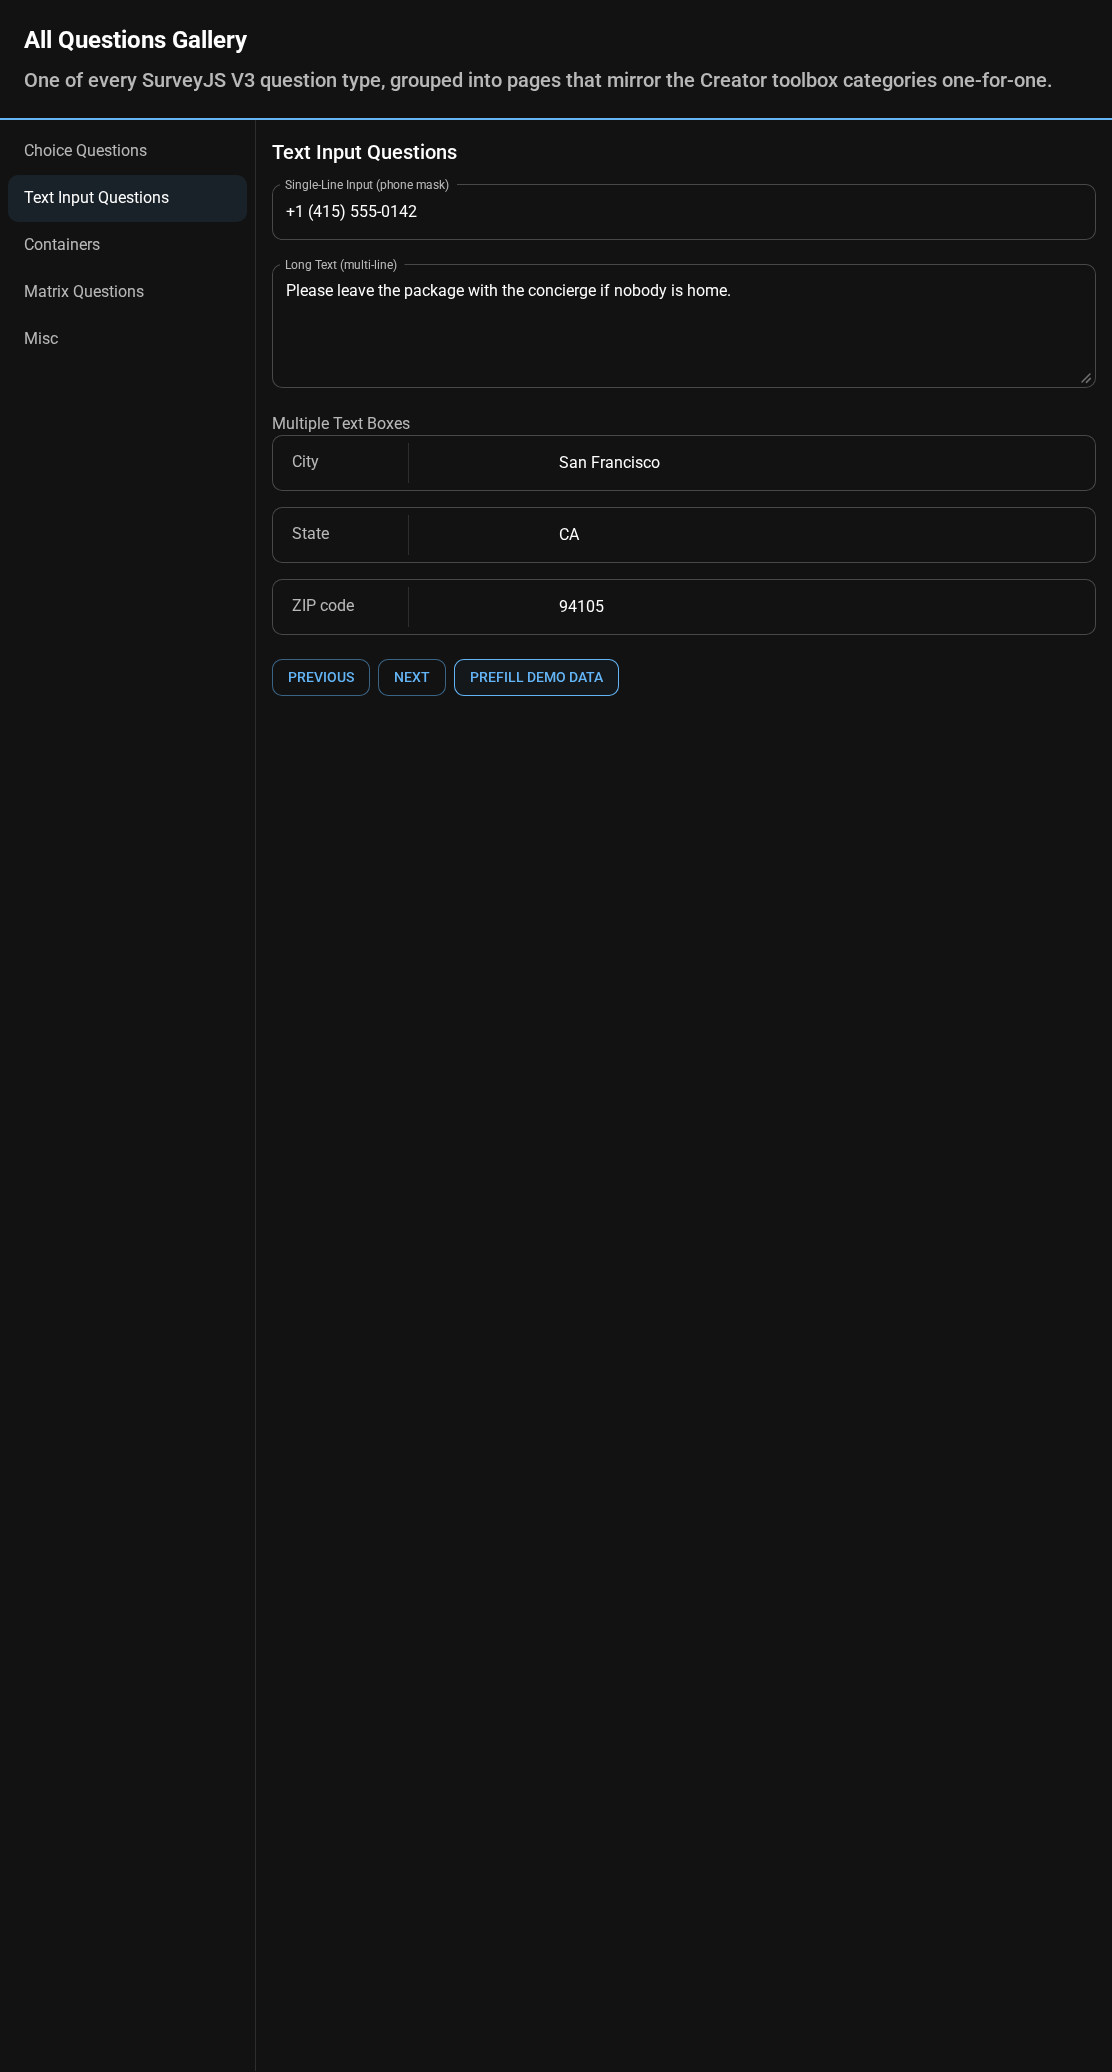 All Questions Gallery
One of every SurveyJS V3 question type, grouped into pages that mirror the Creator toolbox categories one-for-one.
Choice Questions
Text Input Questions
Containers
Matrix Questions
Misc
Text Input Questions
Single-Line Input (phone mask)
+1 (415) 555-0142
Long Text (multi-line)
Please leave the package with the concierge if nobody is home.
Multiple Text Boxes
City San Francisco
State CA
ZIP code 94105
PREVIOUS NEXT PREFILL DEMO DATA